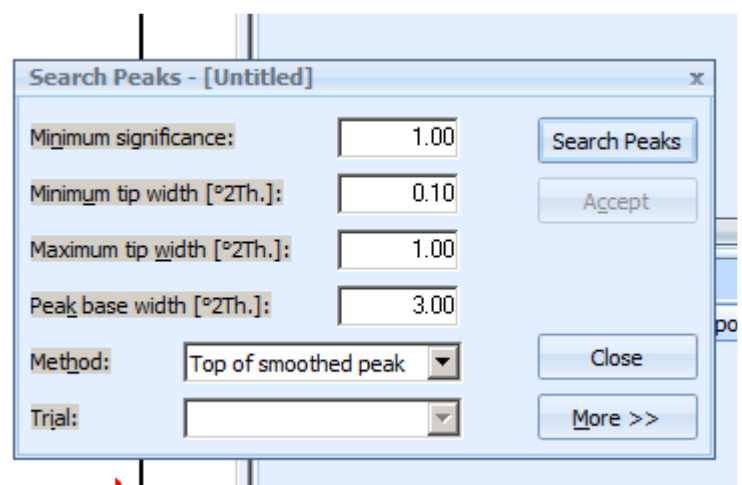 Search Peaks - [Untitled] x
Minimum significance: 1.00 Search Peaks
Minimum tip width [°2Th.]: 0.10 Accept
Maximum tip width [°2Th.]: 1.00
Peak base width [°2Th.]: 3.00
po
Method: Top of smoothed peak Close
Trial: More >>